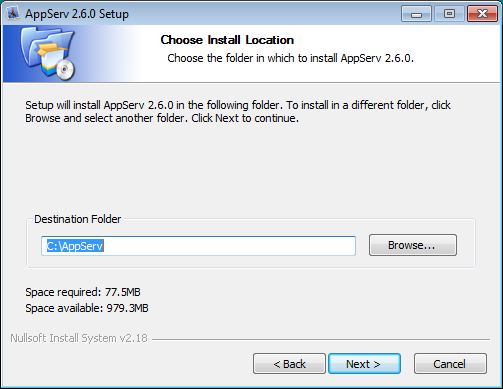 AppServ 2.6.0 Setup
Choose Install Location
Choose the folder in which to install AppServ 2.6.0.
Setup will install AppServ 2.6.0 in the following folder. To install in a different folder, click
Browse and select another folder. Click Next to continue.
Destination Folder
C:\AppServ
Browse...
Space required: 77.5MB
Space available: 979.3MB
Nullsoft Install System v2.18
< Back
Next >
Cancel